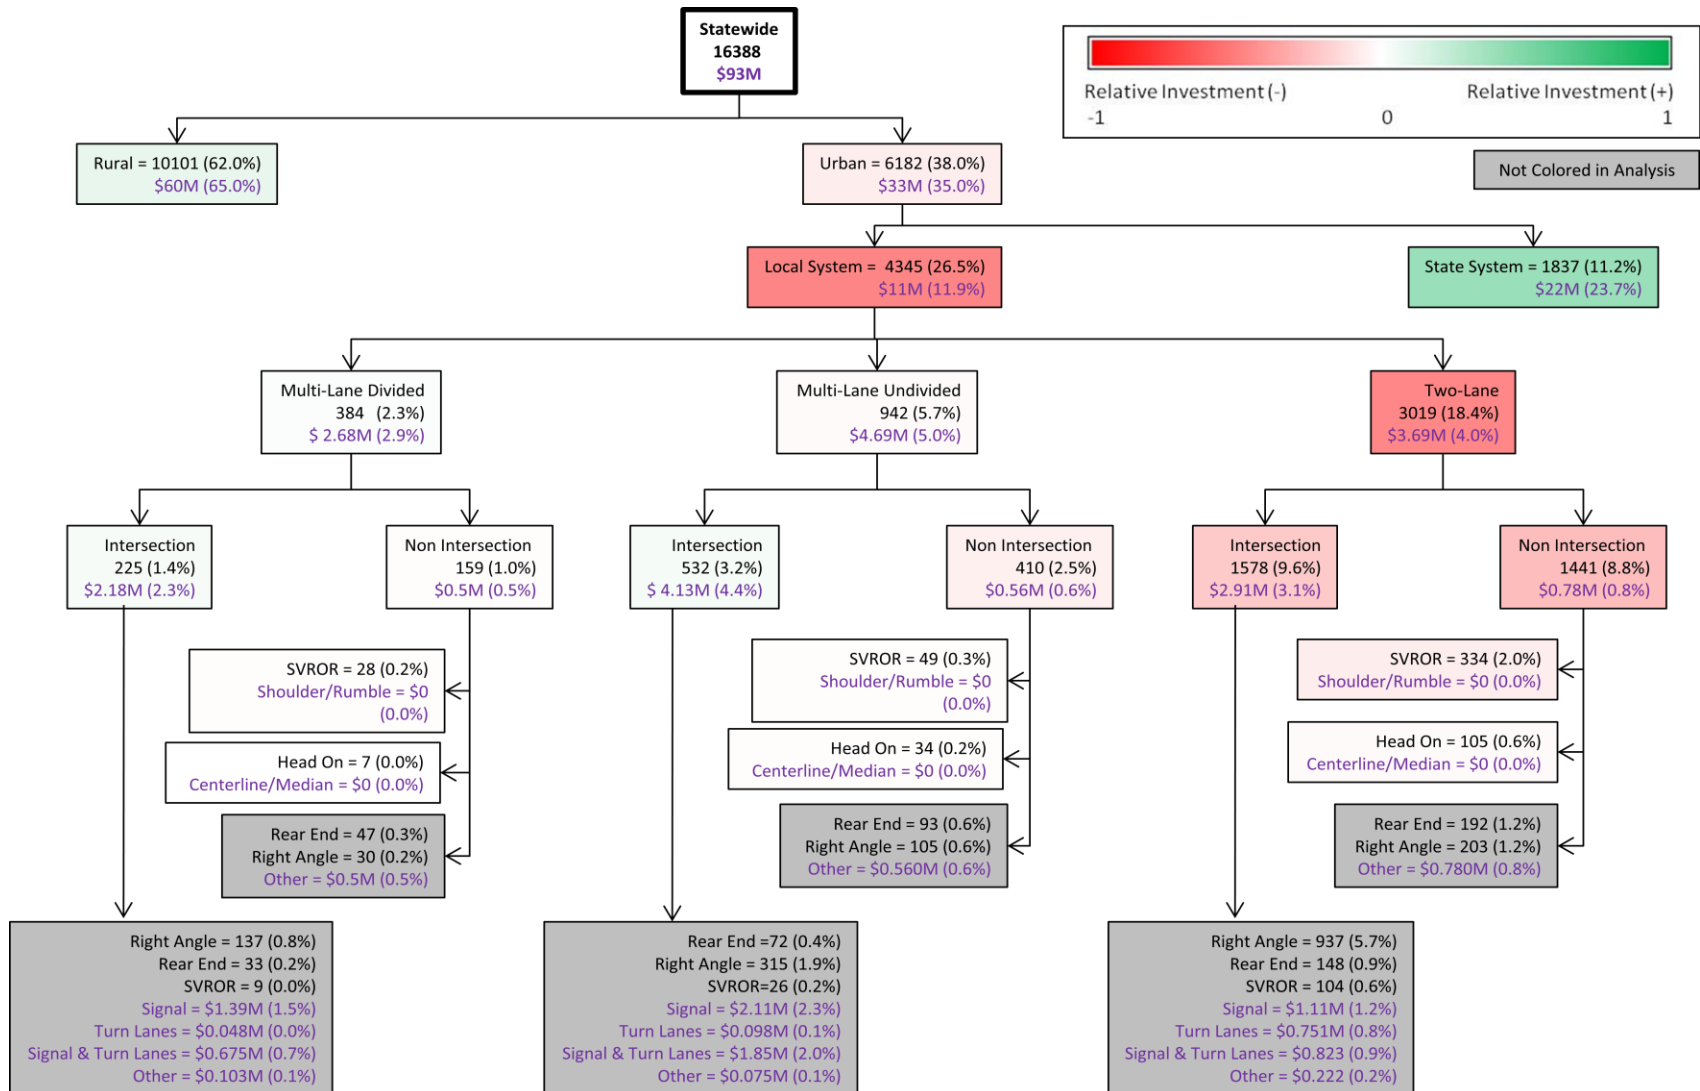 Statewide
16388
$93M
Relative Investment (-)
Relative Investment (+)
-1
0
1
Not Colored in Analysis
Rural = 10101 (62.0%)
$60M (65.0%)
Urban = 6182 (38.0%)
$33M (35.0%)
Local System =  4345 (26.5%)
$11M (11.9%)
State System = 1837 (11.2%)
$22M (23.7%)
Multi-Lane Divided
384   (2.3%)
$ 2.68M (2.9%)
Multi-Lane Undivided
942 (5.7%)
$4.69M (5.0%)
Two-Lane
3019 (18.4%)
$3.69M (4.0%)
Intersection
225 (1.4%)
$2.18M (2.3%)
Non Intersection
159 (1.0%)
$0.5M (0.5%)
Intersection
532 (3.2%)
$ 4.13M (4.4%)
Non Intersection
410 (2.5%)
$0.56M (0.6%)
Intersection
1578 (9.6%)
$2.91M (3.1%)
Non Intersection
1441 (8.8%)
$0.78M (0.8%)
SVROR = 28 (0.2%)
Shoulder/Rumble = $0
(0.0%)
SVROR = 49 (0.3%)
Shoulder/Rumble = $0
(0.0%)
SVROR = 334 (2.0%)
Shoulder/Rumble = $0 (0.0%)
Head On = 7 (0.0%)
Centerline/Median = $0 (0.0%)
Head On = 34 (0.2%)
Centerline/Median = $0 (0.0%)
Head On = 105 (0.6%)
Centerline/Median = $0 (0.0%)
Rear End = 47 (0.3%)
Right Angle = 30 (0.2%)
Other = $0.5M (0.5%)
Rear End = 93 (0.6%)
Right Angle = 105 (0.6%)
Other = $0.560M (0.6%)
Rear End = 192 (1.2%)
Right Angle = 203 (1.2%)
Other = $0.780M (0.8%)
Right Angle = 137 (0.8%)
Rear End = 33 (0.2%)
SVROR = 9 (0.0%)
Signal = $1.39M (1.5%)
Turn Lanes = $0.048M (0.0%)
Signal & Turn Lanes = $0.675M (0.7%)
Other = $0.103M (0.1%)
Rear End =72 (0.4%)
Right Angle = 315 (1.9%)
SVROR=26 (0.2%)
Signal = $2.11M (2.3%)
Turn Lanes = $0.098M (0.1%)
Signal & Turn Lanes = $1.85M (2.0%)
Other = $0.075M (0.1%)
Right Angle = 937 (5.7%)
Rear End = 148 (0.9%)
SVROR = 104 (0.6%)
Signal = $1.11M (1.2%)
Turn Lanes = $0.751M (0.8%)
Signal & Turn Lanes = $0.823 (0.9%)
Other = $0.222 (0.2%)